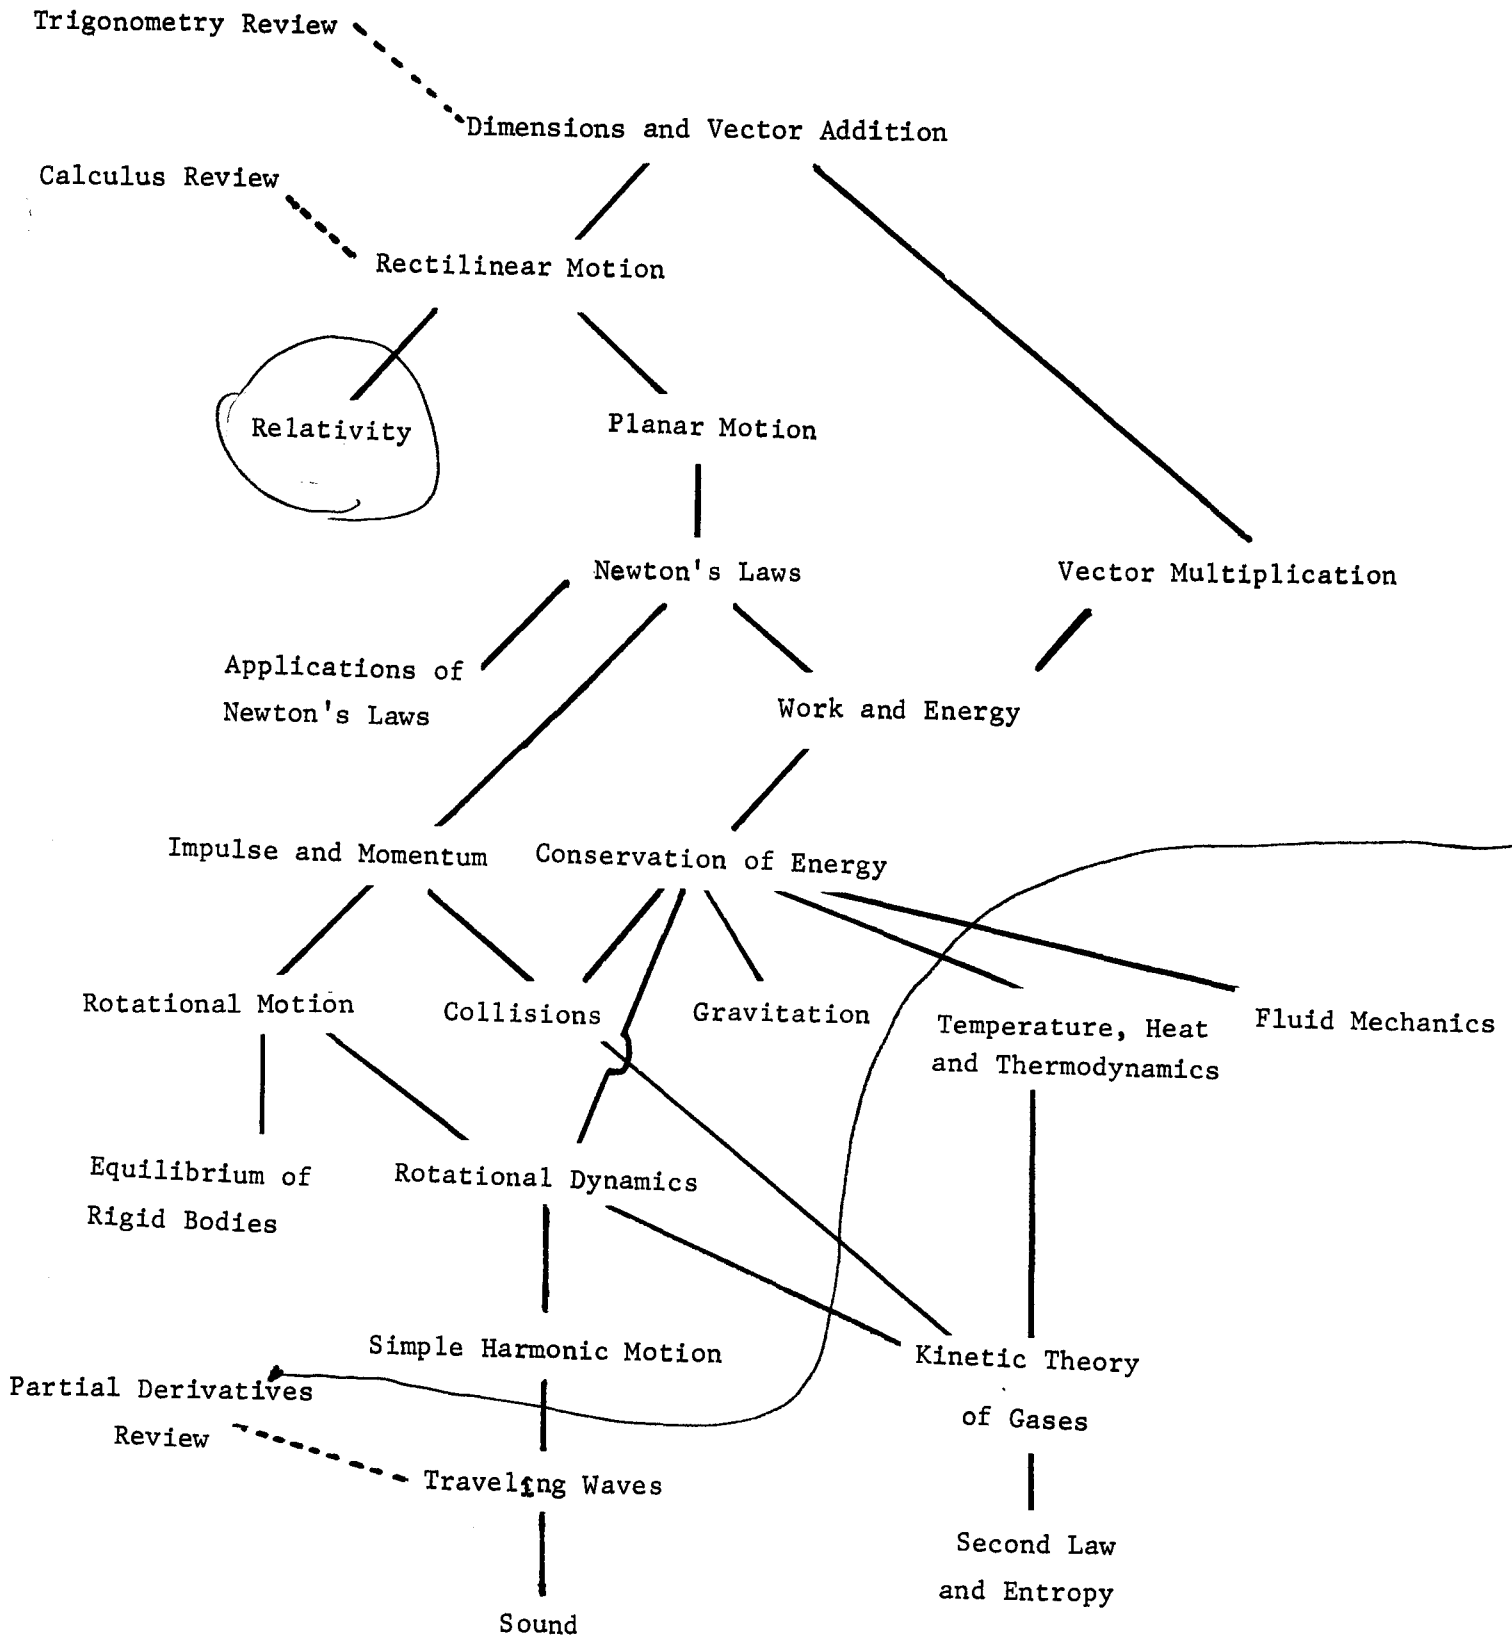 Trigonometry Review
Dimensions and Vector Addition
Calculus Review
Rectilinear Motion
Relativity
Planar Motion
Newton's Laws
Vector Multiplication
Applications of
Newton's Laws
Work and Energy
Impulse and Momentum
Conservation of Energy
Rotational Motion
Collisions
Gravitation
Temperature, Heat
and Thermodynamics
Fluid Mechanics
Equilibrium of
Rigid Bodies
Rotational Dynamics
Simple Harmonic Motion
Kinetic Theory
of Gases
Partial Derivatives
Review
Traveling Waves
Second Law
and Entropy
Sound